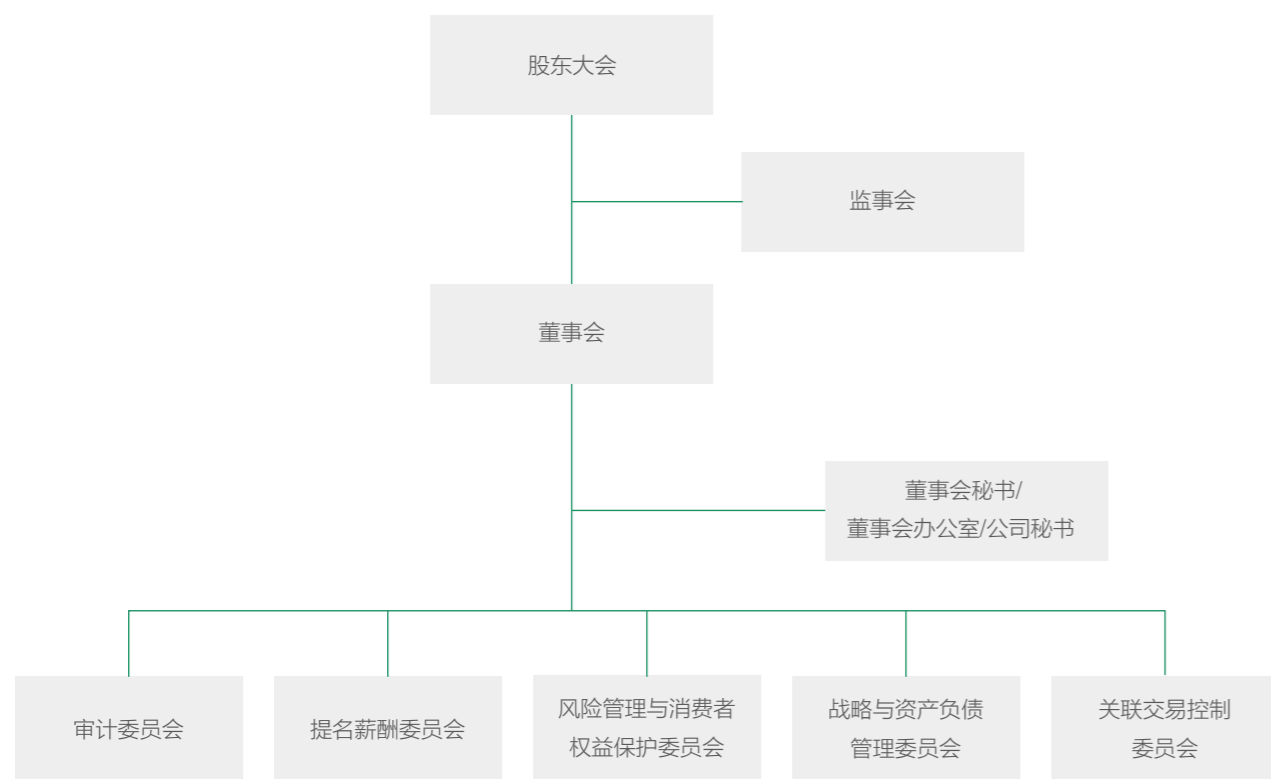 股东大会
监事会
董事会
董事会秘书/
董事会办公室/公司秘书
审计委员会
提名薪酬委员会
风险管理与消费者
权益保护委员会
战略与资产负债
管理委员会
关联交易控制
委员会